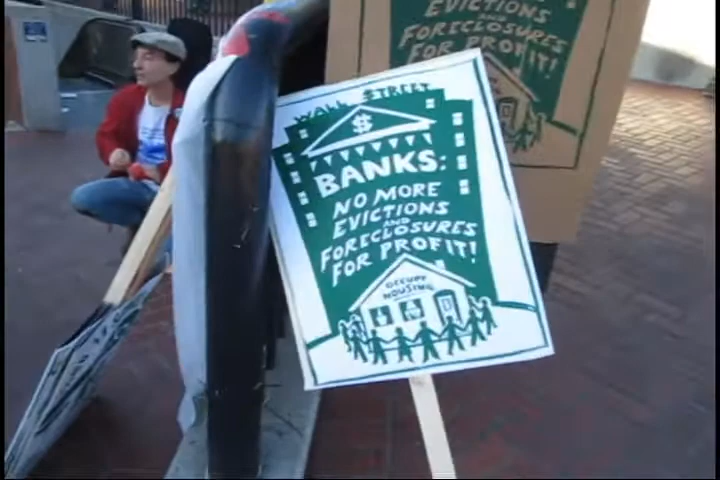 EVICTIONS
AND
FORECLOSURES
FOR PROFIT!
WALL STREET
$
BANKS:
NO MORE
EVICTIONS
AND
FORECLOSURES
FOR PROFIT!
OCCUPY
HOUSING